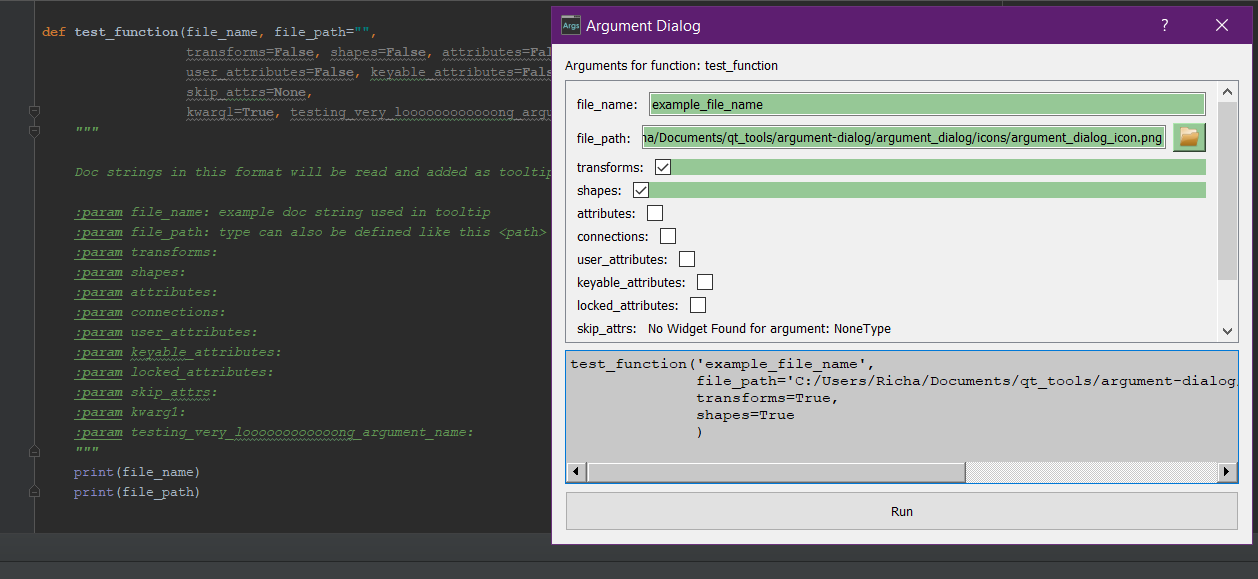 def test_function(file_name, file_path="",
transforms=False, shapes=False, attributes=Fal
user_attributes=False, keyable_attributes=Fals
skip_attrs=None,
kwarg1=True, testing_very_looooooooooooong_argu
"""
Doc strings in this format will be read and added as tooltip
:param file_name: example doc string used in tooltip
:param file_path: type can also be defined like this <path>
:param transforms:
:param shapes:
:param attributes:
:param connections:
:param user_attributes:
:param keyable_attributes:
:param locked_attributes:
:param skip_attrs:
:param kwarg1:
:param testing_very_looooooooooooong_argument_name:
"""
print(file_name)
print(file_path)
Args
Argument Dialog
?
Arguments for function: test_function
file_name: example_file_name
file_path: na/Documents/qt_tools/argument-dialog/argument_dialog/icons/argument_dialog_icon.png
transforms:
shapes:
attributes:
connections:
user_attributes:
keyable_attributes:
locked_attributes:
skip_attrs: No Widget Found for argument: NoneType
test_function('example_file_name',
file_path='C:/Users/Richa/Documents/qt_tools/argument-dialog
transforms=True,
shapes=True
)
Run